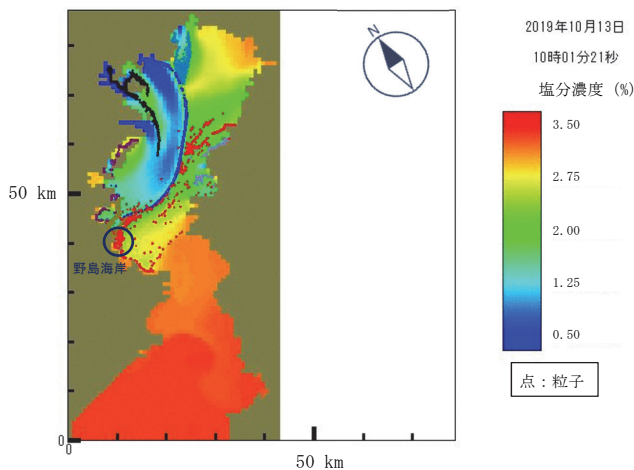 2019年10月13日
10時01分21秒
N
塩分濃度 (%)
3.50
2.75
2.00
1.25
0.50
点：粒子
50 km
野島海岸
0
0
50 km